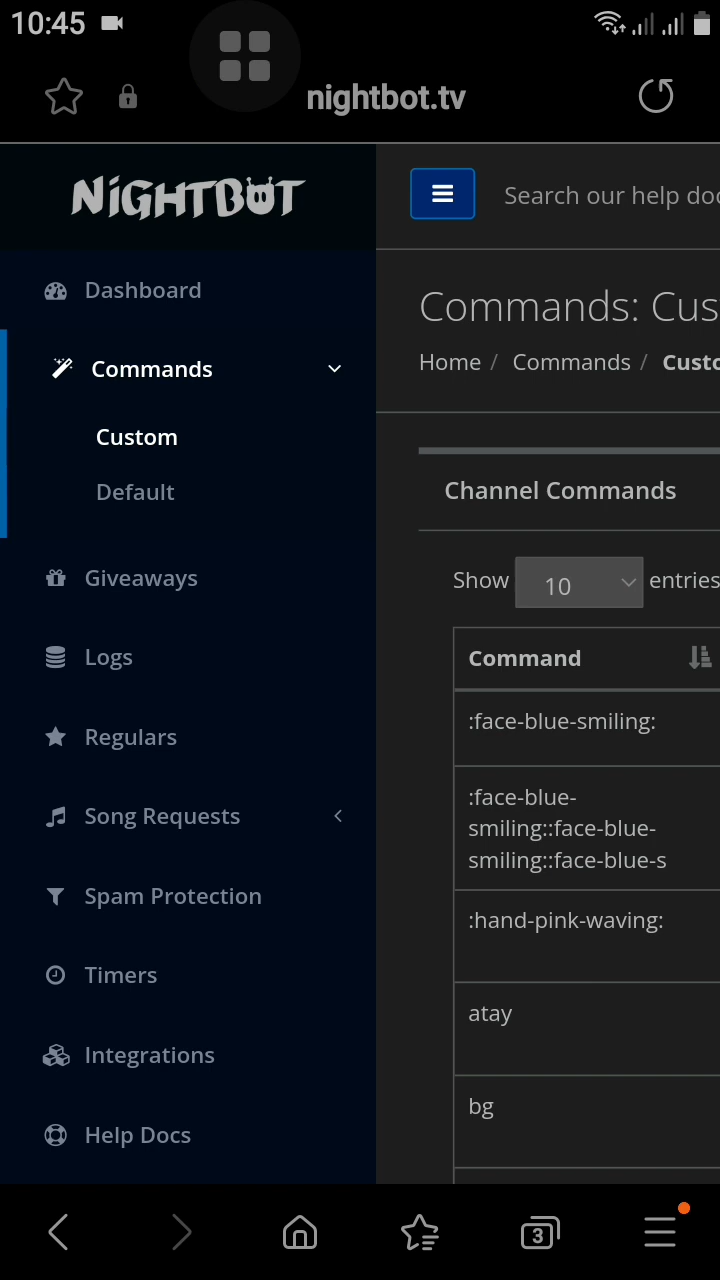 10:45
nightbot.tv
NiGHTBOT
Search our help doc
Dashboard
Commands: Cus
Home / Commands / Custo
Commands
Custom
Default
Channel Commands
Giveaways
Show 10 entries
Logs
Command
Regulars
:face-blue-smiling:
Song Requests
:face-blue-
smiling::face-blue-
smiling::face-blue-s
Spam Protection
:hand-pink-waving:
Timers
atay
Integrations
bg
Help Docs
3